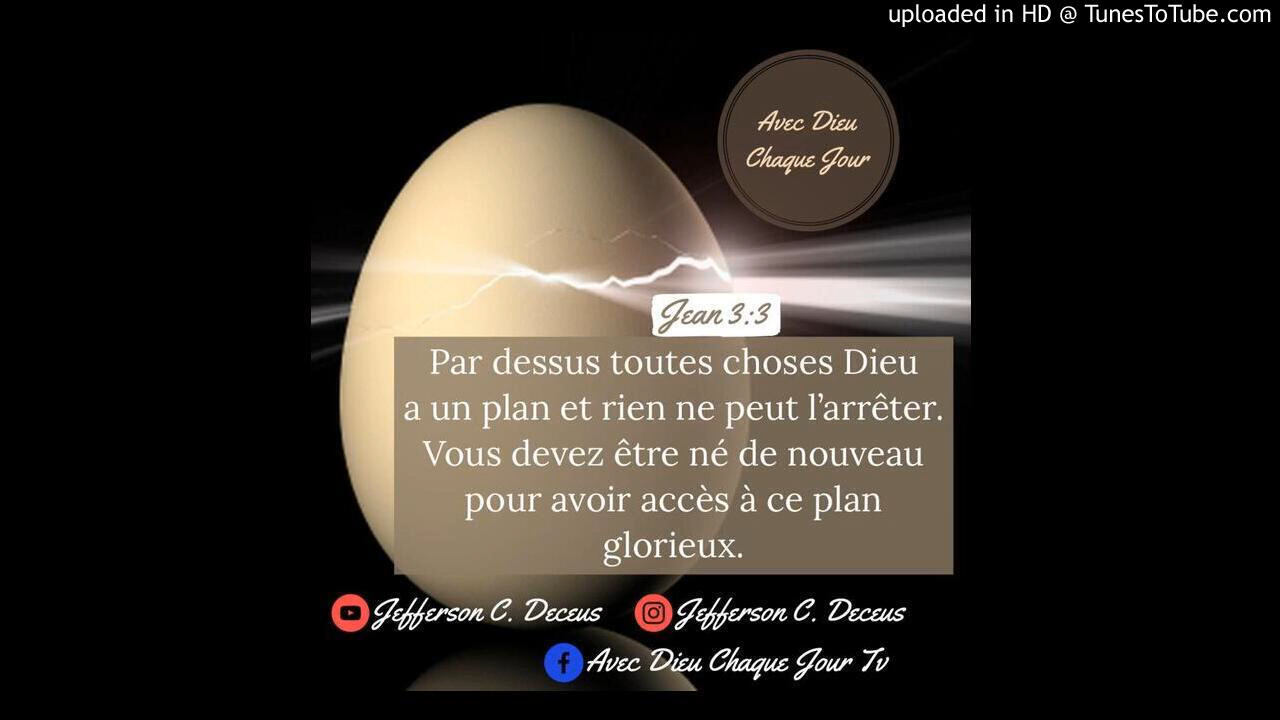 uploaded in HD @ TunesToTube.com
Avec Dieu
Chaque Jour
Jean 3:3
Par dessus toutes choses Dieu
a un plan et rien ne peut l’arrêter.
Vous devez être né de nouveau
pour avoir accès à ce plan
glorieux.
Jefferson C. Deceus
Jefferson C. Deceus
Avec Dieu Chaque Jour Tv